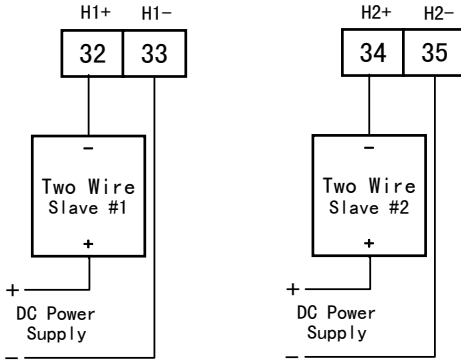 H1+ H1-
32 33
-
Two Wire
Slave #1
+
+
DC Power
Supply
-
H2+ H2-
34 35
-
Two Wire
Slave #2
+
+
DC Power
Supply
-